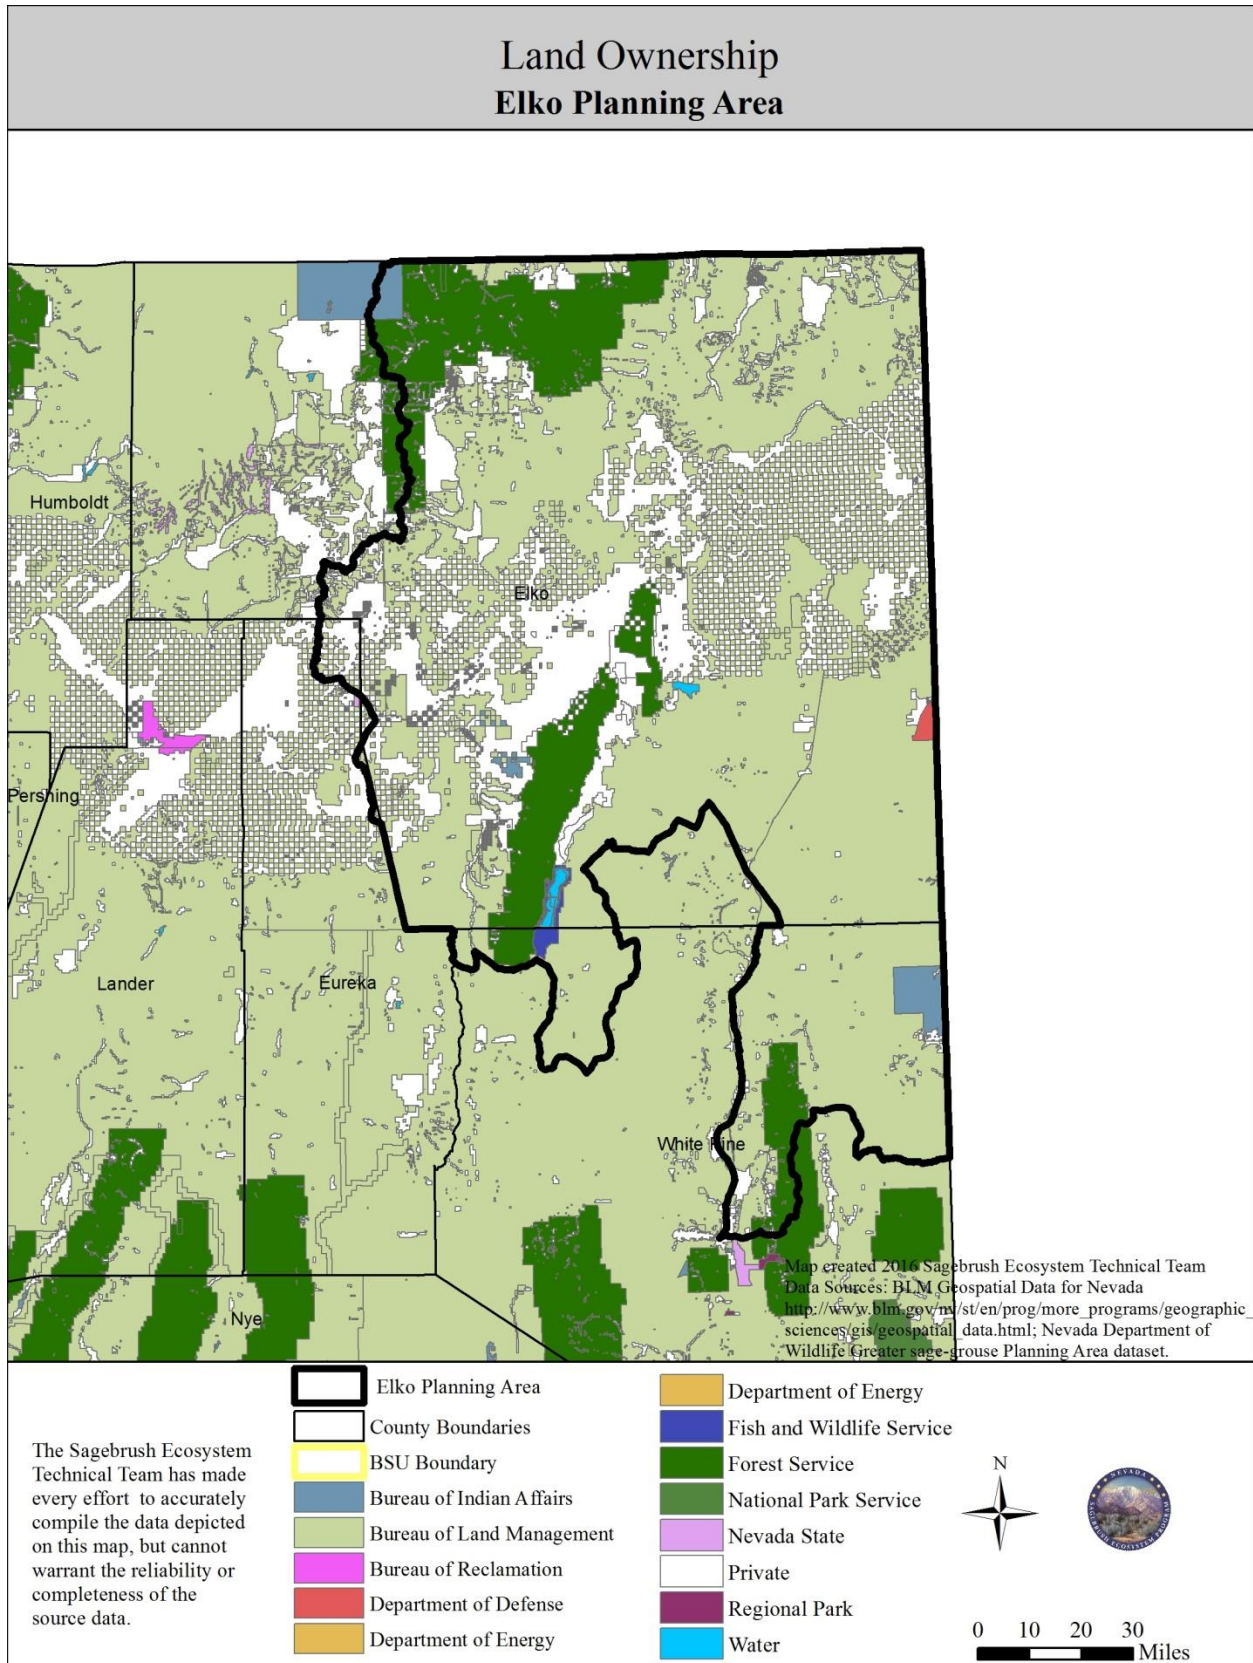 Land Ownership
Elko Planning Area
Humboldt
Elko
Pershing
Lander
Eureka
White Pine
Nye
Map created 2016 Sagebrush Ecosystem Technical Team
Data Sources: BLM Geospatial Data for Nevada
http://www.blm.gov/nv/st/en/prog/more_programs/geographic_
sciences/gis/geospatial_data.html; Nevada Department of
Wildlife Greater sage-grouse Planning Area dataset.
The Sagebrush Ecosystem
Technical Team has made
every effort to accurately
compile the data depicted
on this map, but cannot
warrant the reliability or
completeness of the
source data.
Elko Planning Area
County Boundaries
BSU Boundary
Bureau of Indian Affairs
Bureau of Land Management
Bureau of Reclamation
Department of Defense
Department of Energy
Department of Energy
Fish and Wildlife Service
Forest Service
National Park Service
Nevada State
Private
Regional Park
Water
N
NEVADA
SAGEBRUSH ECOSYSTEM PROGRAM
0 10 20 30
Miles